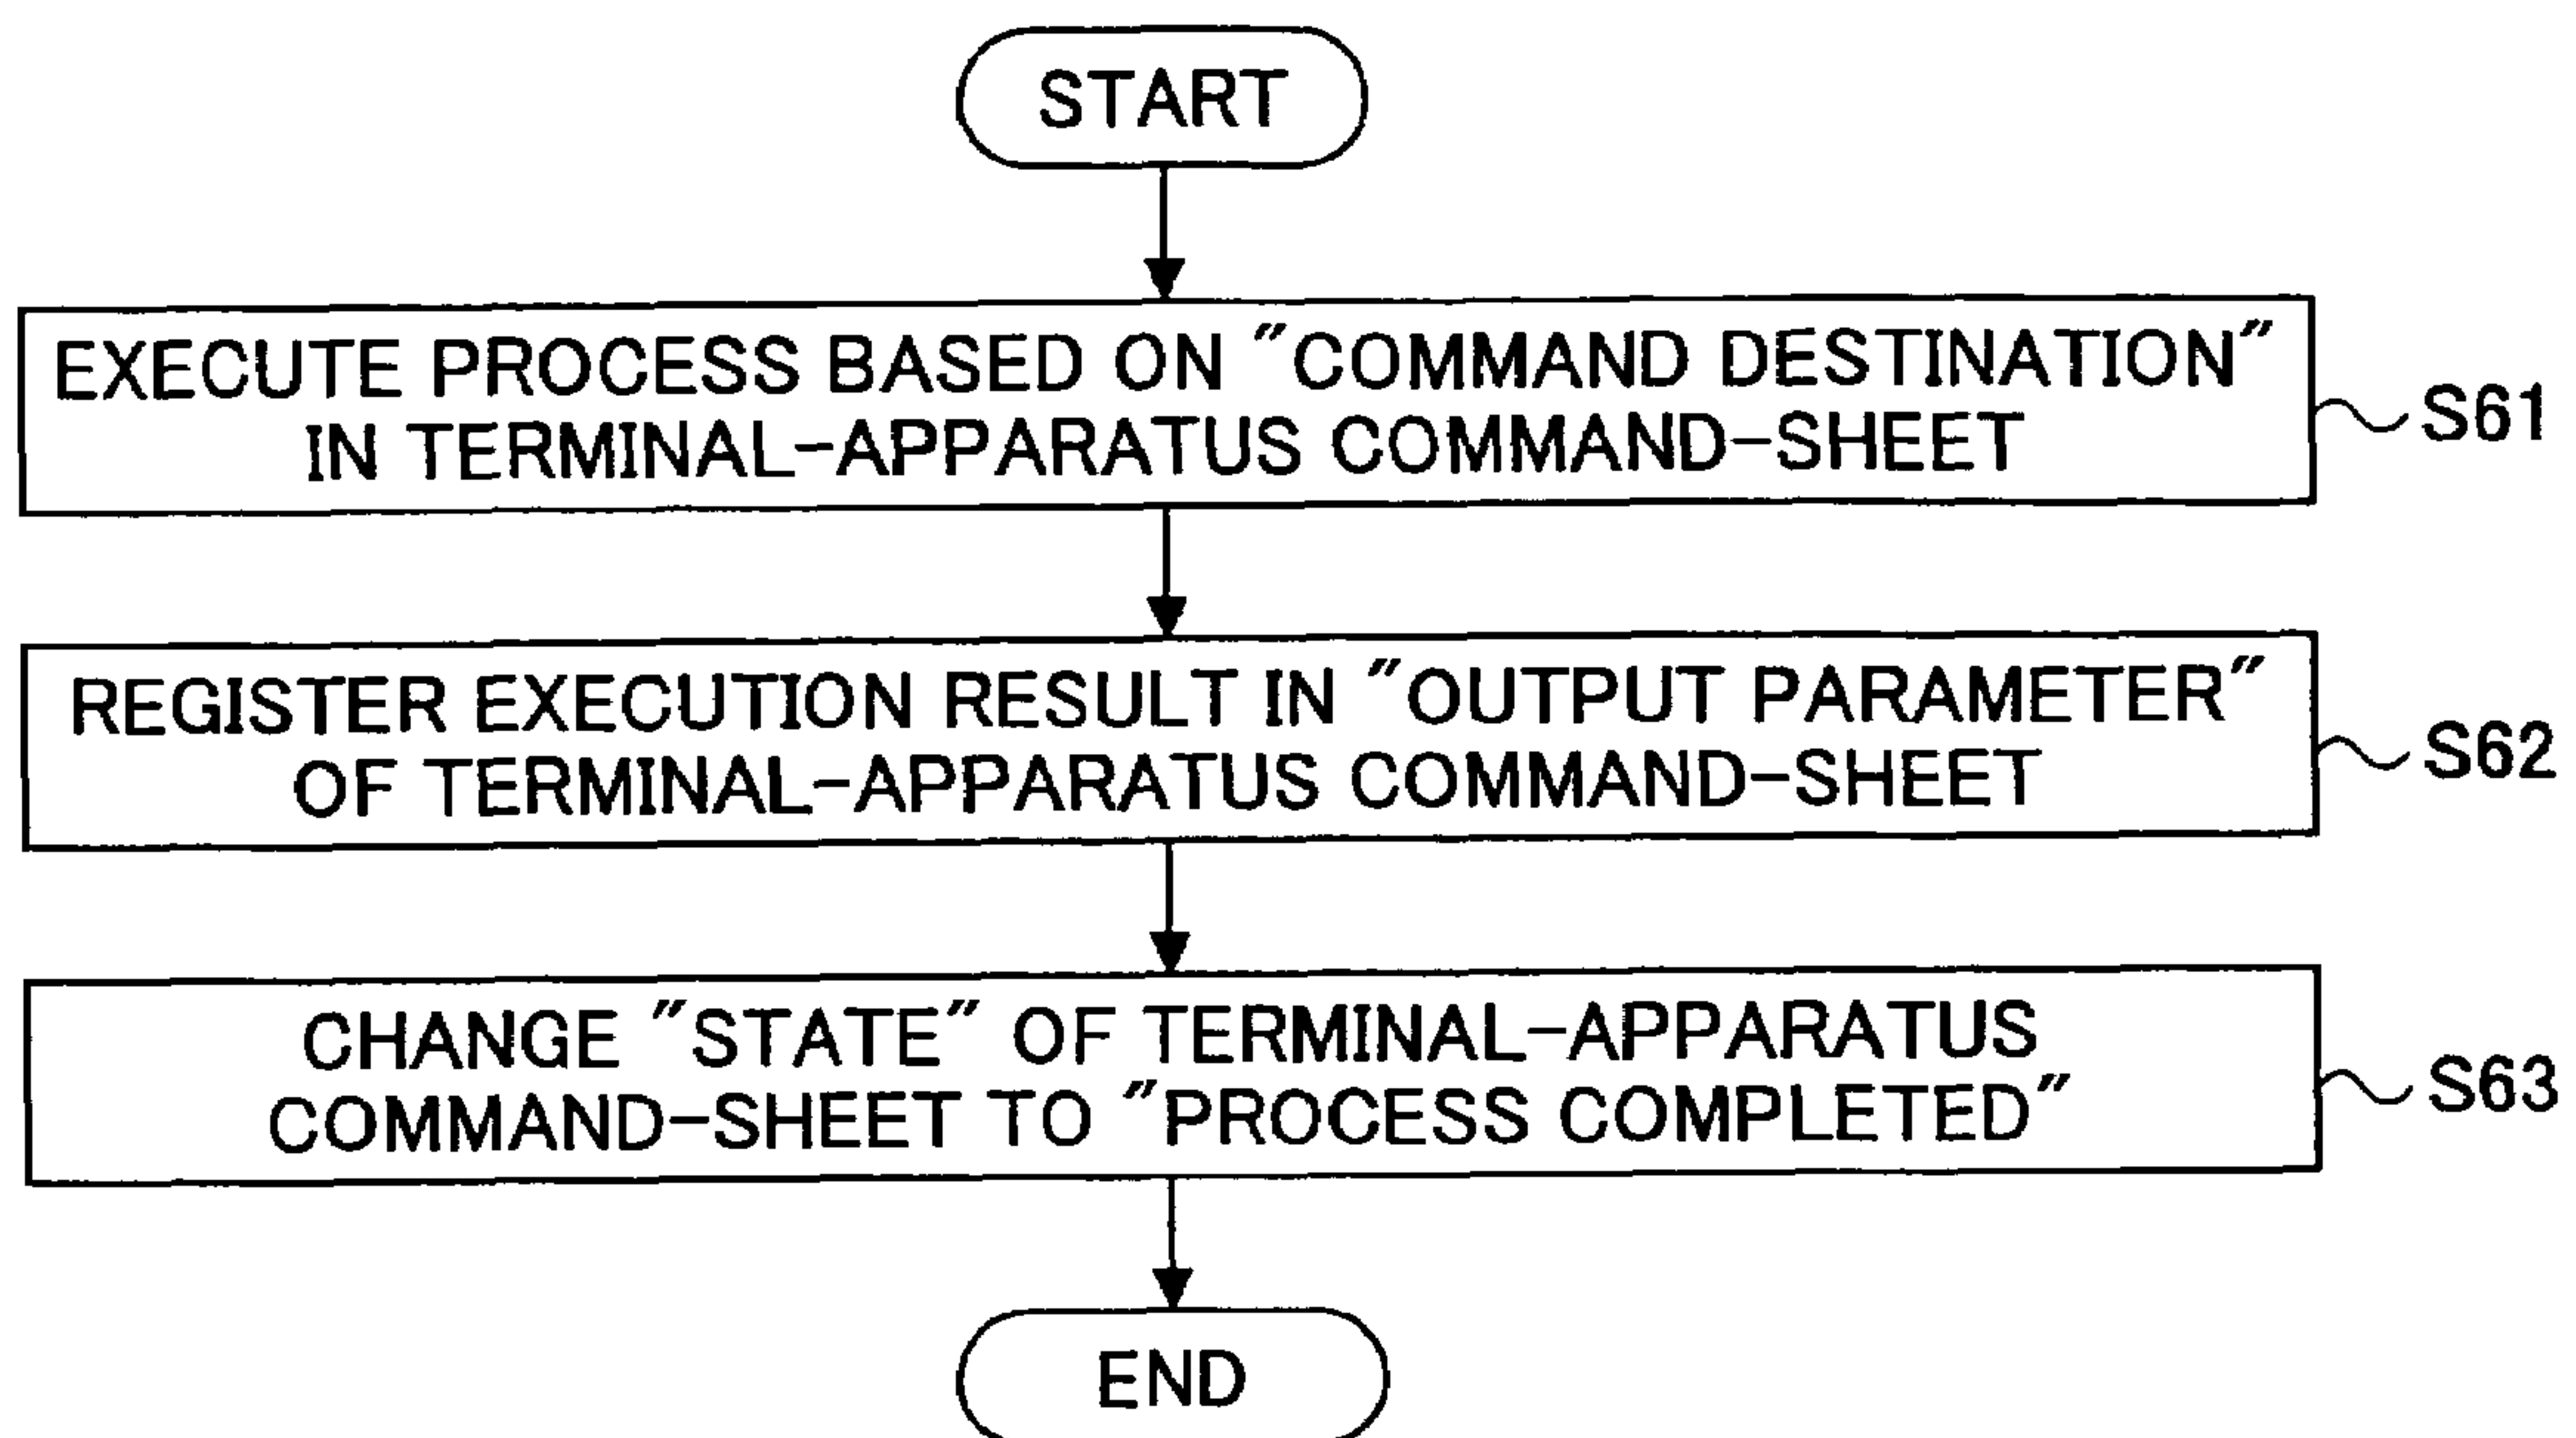 START
EXECUTE PROCESS BASED ON "COMMAND DESTINATION"
IN TERMINAL-APPARATUS COMMAND-SHEET
S61
REGISTER EXECUTION RESULT IN "OUTPUT PARAMETER"
OF TERMINAL-APPARATUS COMMAND-SHEET
S62
CHANGE "STATE" OF TERMINAL-APPARATUS
COMMAND-SHEET TO "PROCESS COMPLETED"
S63
END